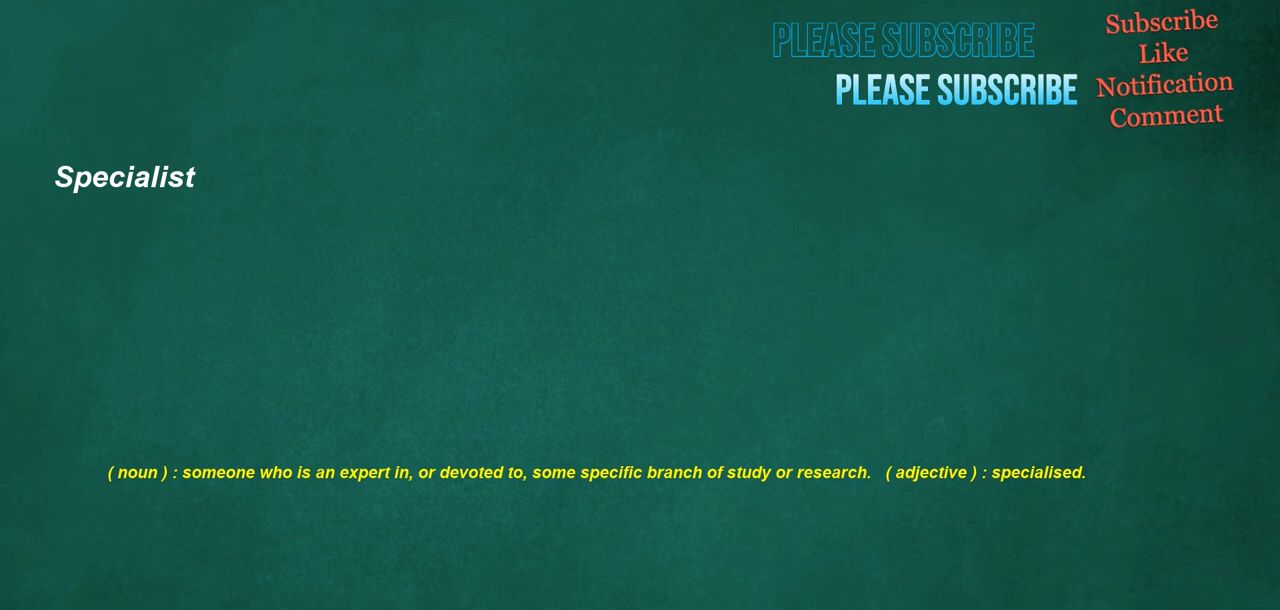 PLEASE SUBSCRIBE
PLEASE SUBSCRIBE
Subscribe
Like
Notification
Comment
Specialist
( noun ) : someone who is an expert in, or devoted to, some specific branch of study or research.   ( adjective ) : specialised.